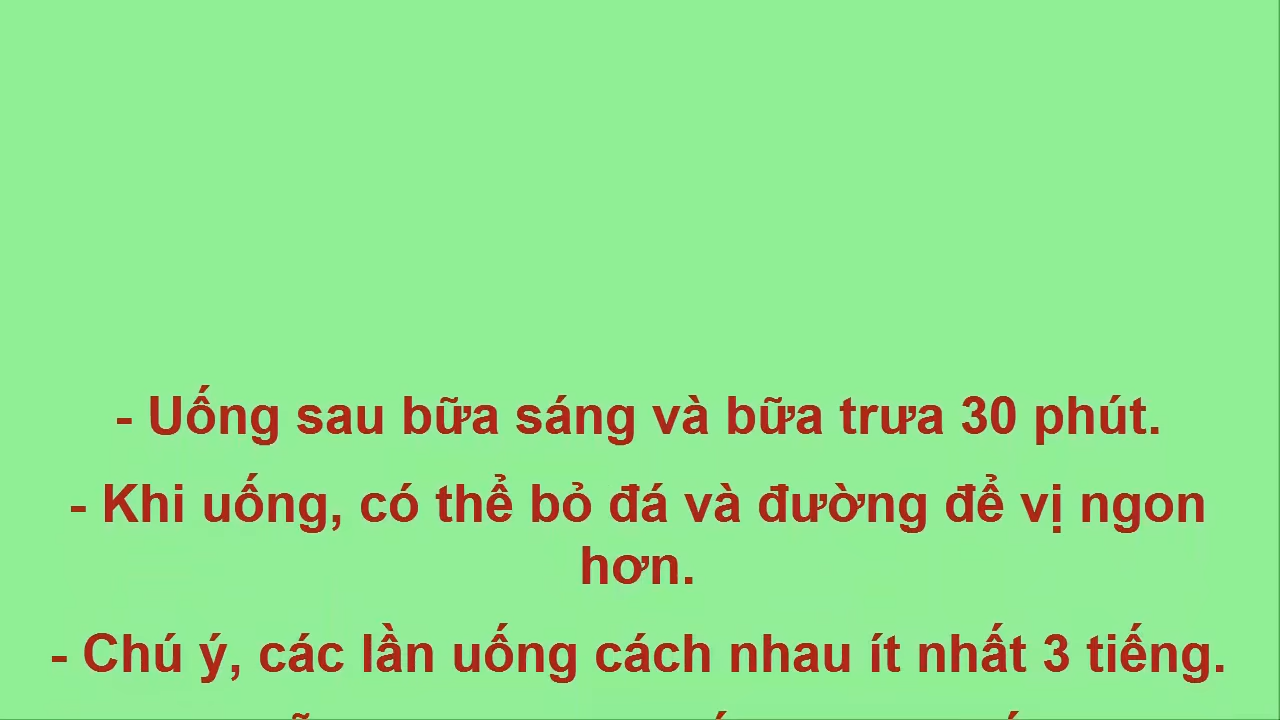 - Uống sau bữa sáng và bữa trưa 30 phút.
- Khi uống, có thể bỏ đá và đường để vị ngon
hơn.
- Chú ý, các lần uống cách nhau ít nhất 3 tiếng.